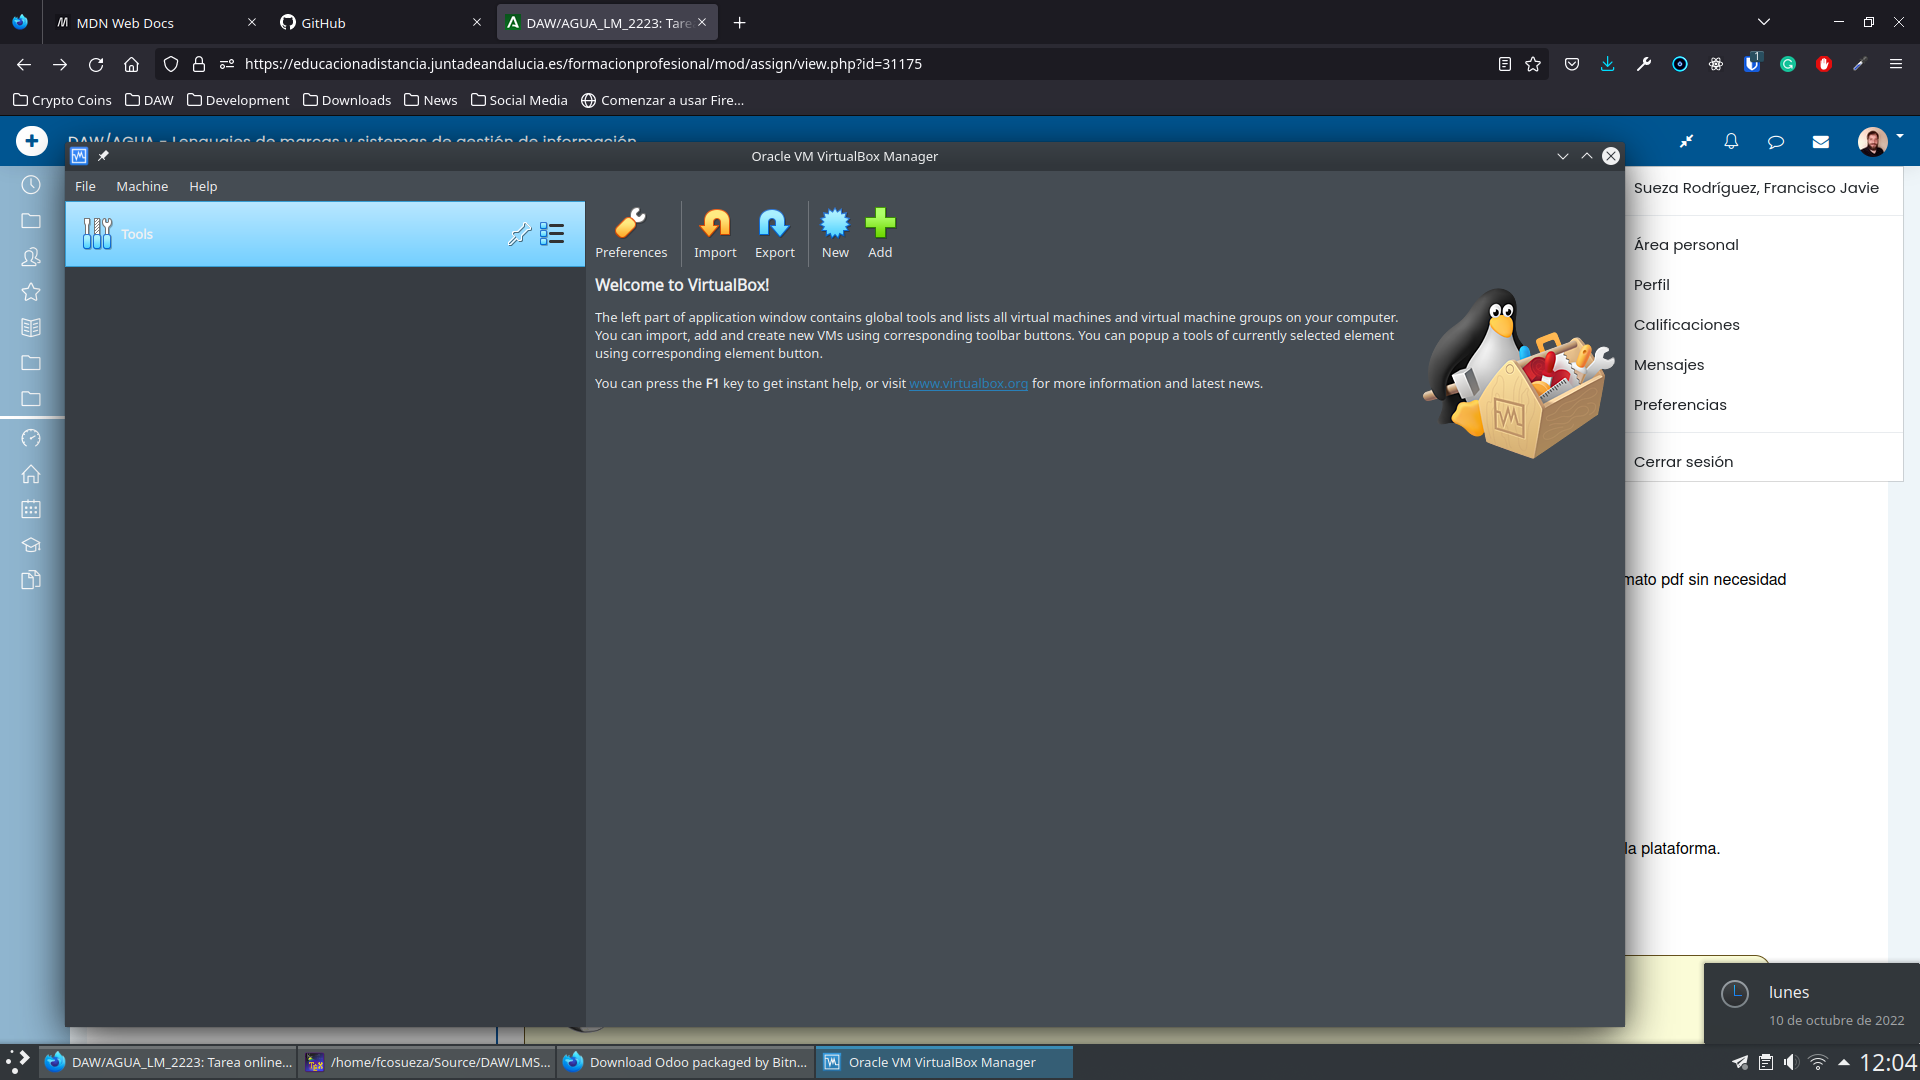 MDN Web Docs
GitHub
DAW/AGUA_LM_2223: Tare
https://educacionadistancia.juntadeandalucia.es/formacionprofesional/mod/assign/view.php?id=31175
1
Crypto Coins
DAW
Development
Downloads
News
Social Media
Comenzar a usar Fire...
DAW/AGUA - Lenguajes de marcas y sistemas de gestión de información
Oracle VM VirtualBox Manager
File
Machine
Help
Tools
Preferences
Import
Export
New
Add
Welcome to VirtualBox!
The left part of application window contains global tools and lists all virtual machines and virtual machine groups on your computer.
You can import, add and create new VMs using corresponding toolbar buttons. You can popup a tools of currently selected element
using corresponding element button.
You can press the F1 key to get instant help, or visit www.virtualbox.org for more information and latest news.
Sueza Rodríguez, Francisco Javie
Área personal
Perfil
Calificaciones
Mensajes
Preferencias
Cerrar sesión
mato pdf sin necesidad
la plataforma.
lunes
10 de octubre de 2022
DAW/AGUA_LM_2223: Tarea online...
/home/fcosueza/Source/DAW/LMS...
Download Odoo packaged by Bitn...
Oracle VM VirtualBox Manager
12:04